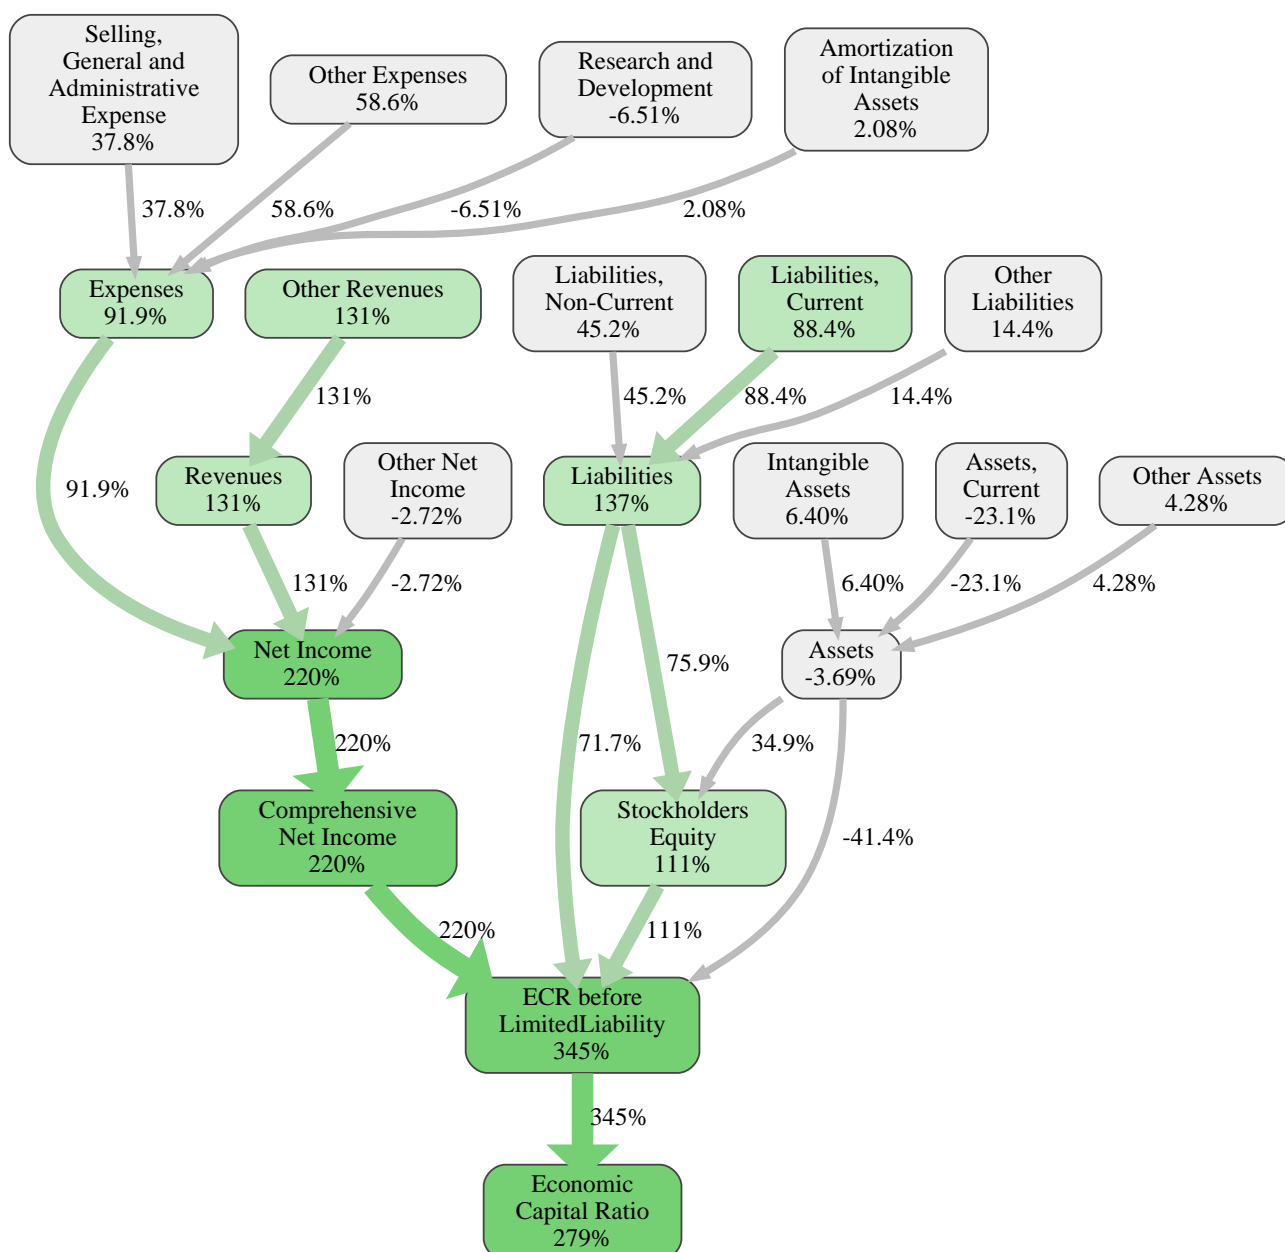 Selling,
General and
Administrative
Expense
37.8%
Other Expenses
58.6%
Research and
Development
-6.51%
Amortization
of Intangible
Assets
2.08%
37.8%
58.6%
-6.51%
2.08%
Expenses
91.9%
Other Revenues
131%
Liabilities,
Non-Current
45.2%
Liabilities,
Current
88.4%
Other
Liabilities
14.4%
131%
45.2%
88.4%
14.4%
91.9%
Revenues
131%
Other Net
Income
-2.72%
Liabilities
137%
Intangible
Assets
6.40%
Assets,
Current
-23.1%
Other Assets
4.28%
131%
-2.72%
6.40%
-23.1%
4.28%
Net Income
220%
75.9%
Assets
-3.69%
220%
71.7%
34.9%
Comprehensive
Net Income
220%
Stockholders
Equity
111%
-41.4%
220%
111%
ECR before
LimitedLiability
345%
345%
Economic
Capital Ratio
279%